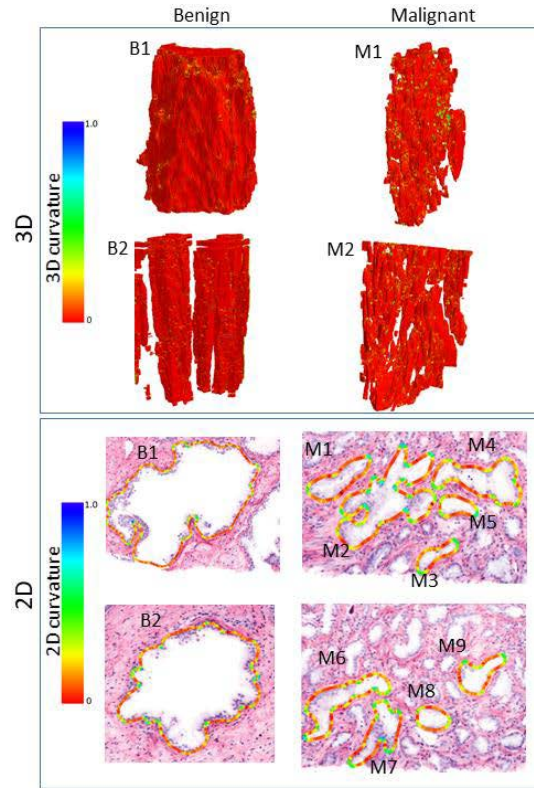 Benign Malignant
B1 M1
1.0
3D
3D curvature
0
B2 M2
B1 M1 M4
M5
M2
M3
1.0
2D
2D curvature
0
B2 M6 M9
M8
M7